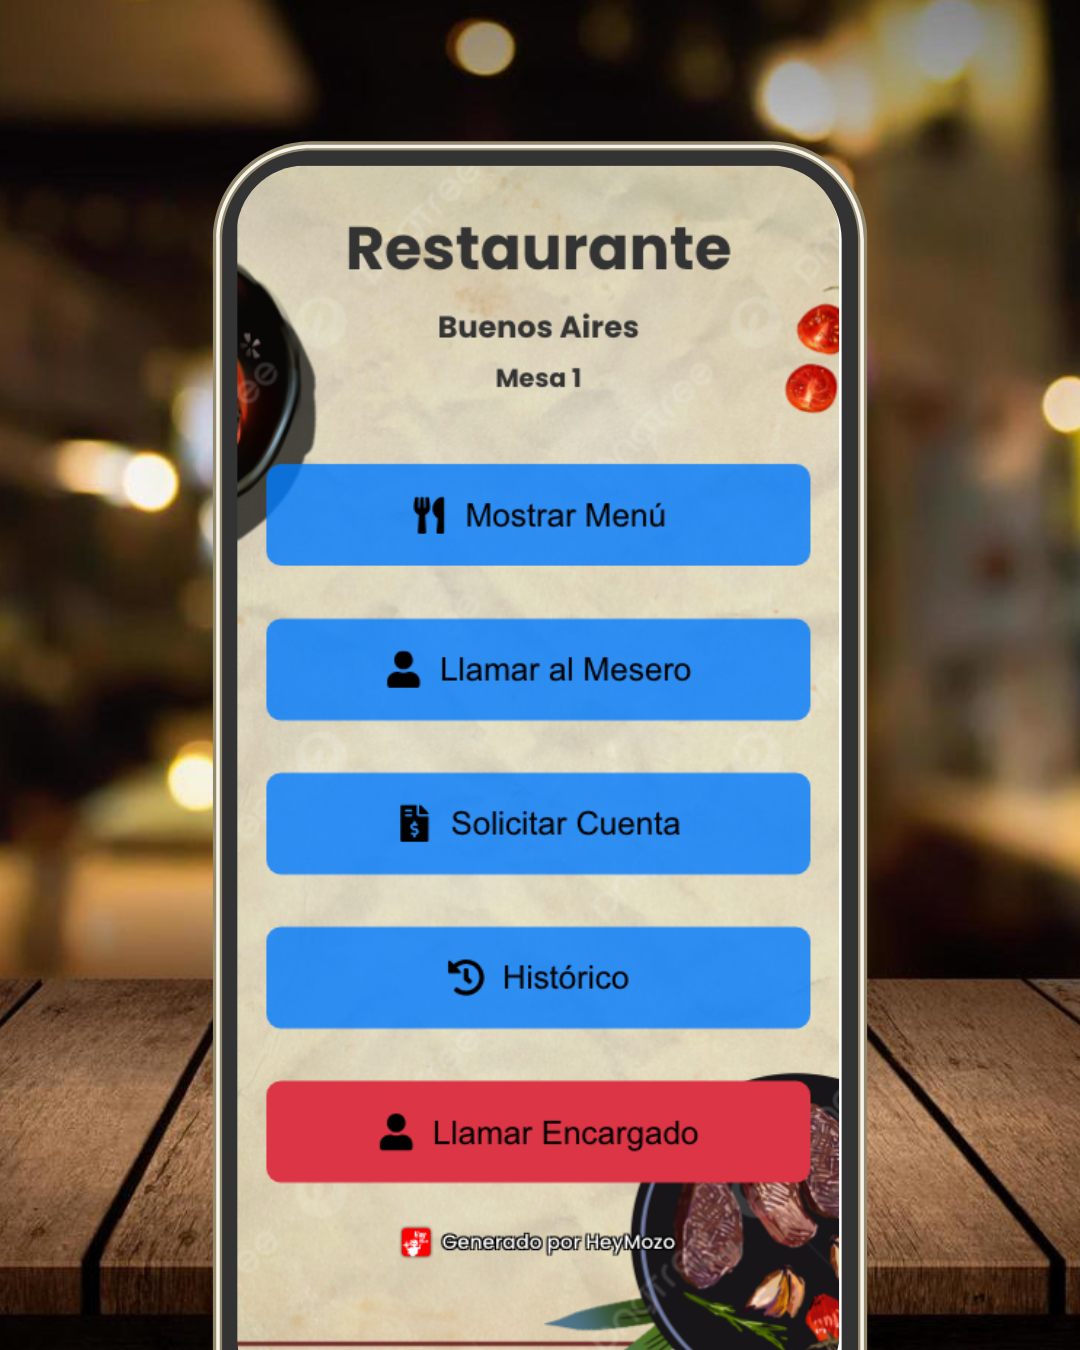 Restaurante
Buenos Aires
Mesa 1
Mostrar Menú
Llamar al Mesero
Solicitar Cuenta
Histórico
Llamar Encargado
Generado por HeyMozo